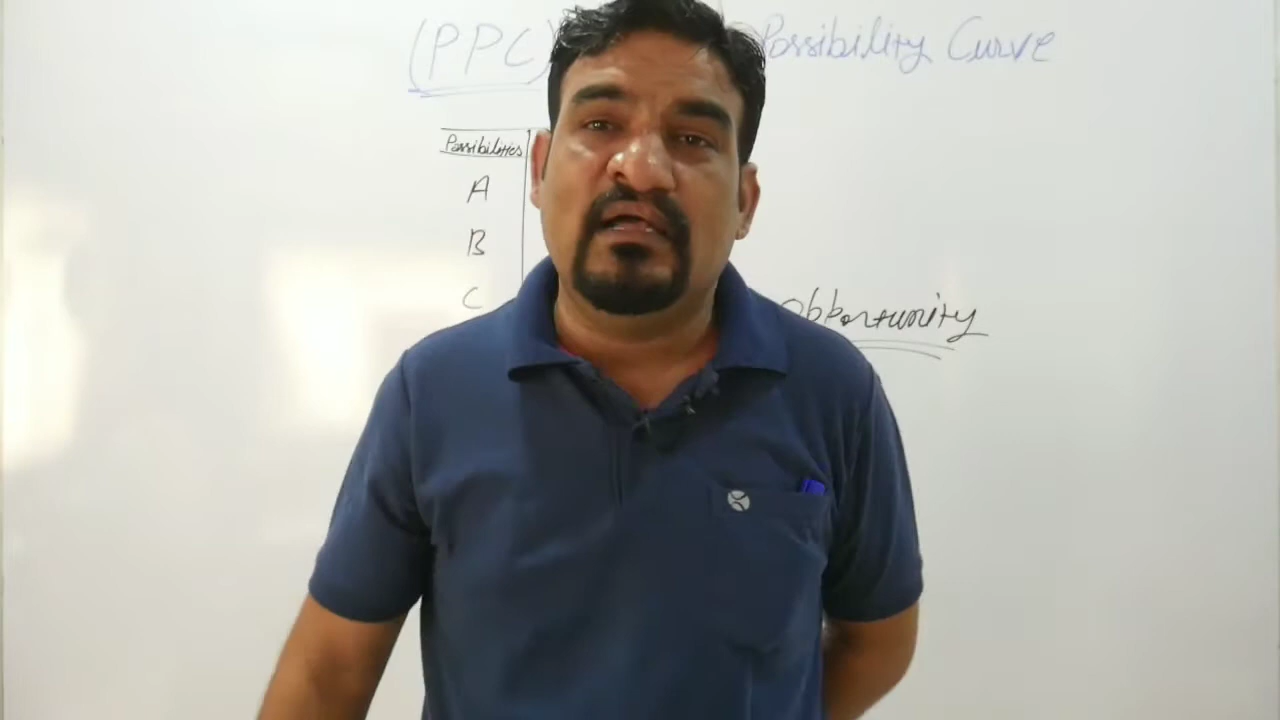 (PPC) Possibility Curve
Possibilities
A
B
C
Opportunity